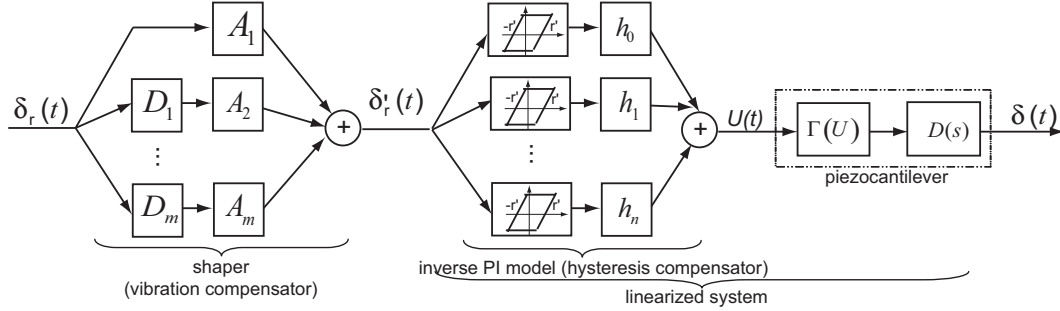 A₁
-r' r'
h₀
δᵣ(t)
D₁
A₂
+
δᵣ'(t)
-r' r'
h₁
+
U(t)
Γ(U)
D(s)
δ(t)
⋮
⋮
piezocantilever
Dₘ
Aₘ
-r' r'
hₙ
shaper
(vibration compensator)
inverse PI model (hysteresis compensator)
linearized system